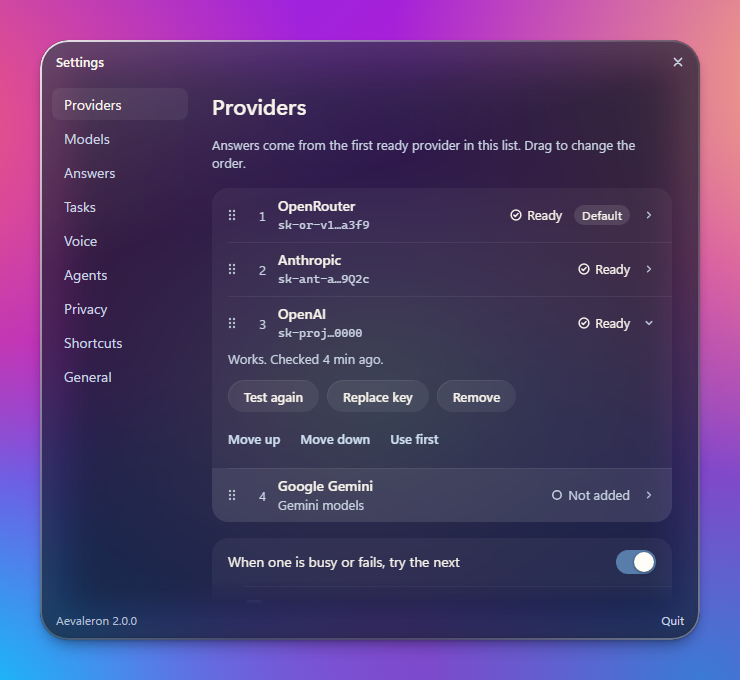 Settings
Providers
Models
Answers
Tasks
Voice
Agents
Privacy
Shortcuts
General
Providers
Answers come from the first ready provider in this list. Drag to change the
order.
1 OpenRouter Ready Default
sk-or-v1…a3f9
2 Anthropic Ready
sk-ant-a…9Q2c
3 OpenAI Ready
sk-proj…0000
Works. Checked 4 min ago.
Test again Replace key Remove
Move up Move down Use first
4 Google Gemini Not added
Gemini models
When one is busy or fails, try the next
Aevaleron 2.0.0 Quit